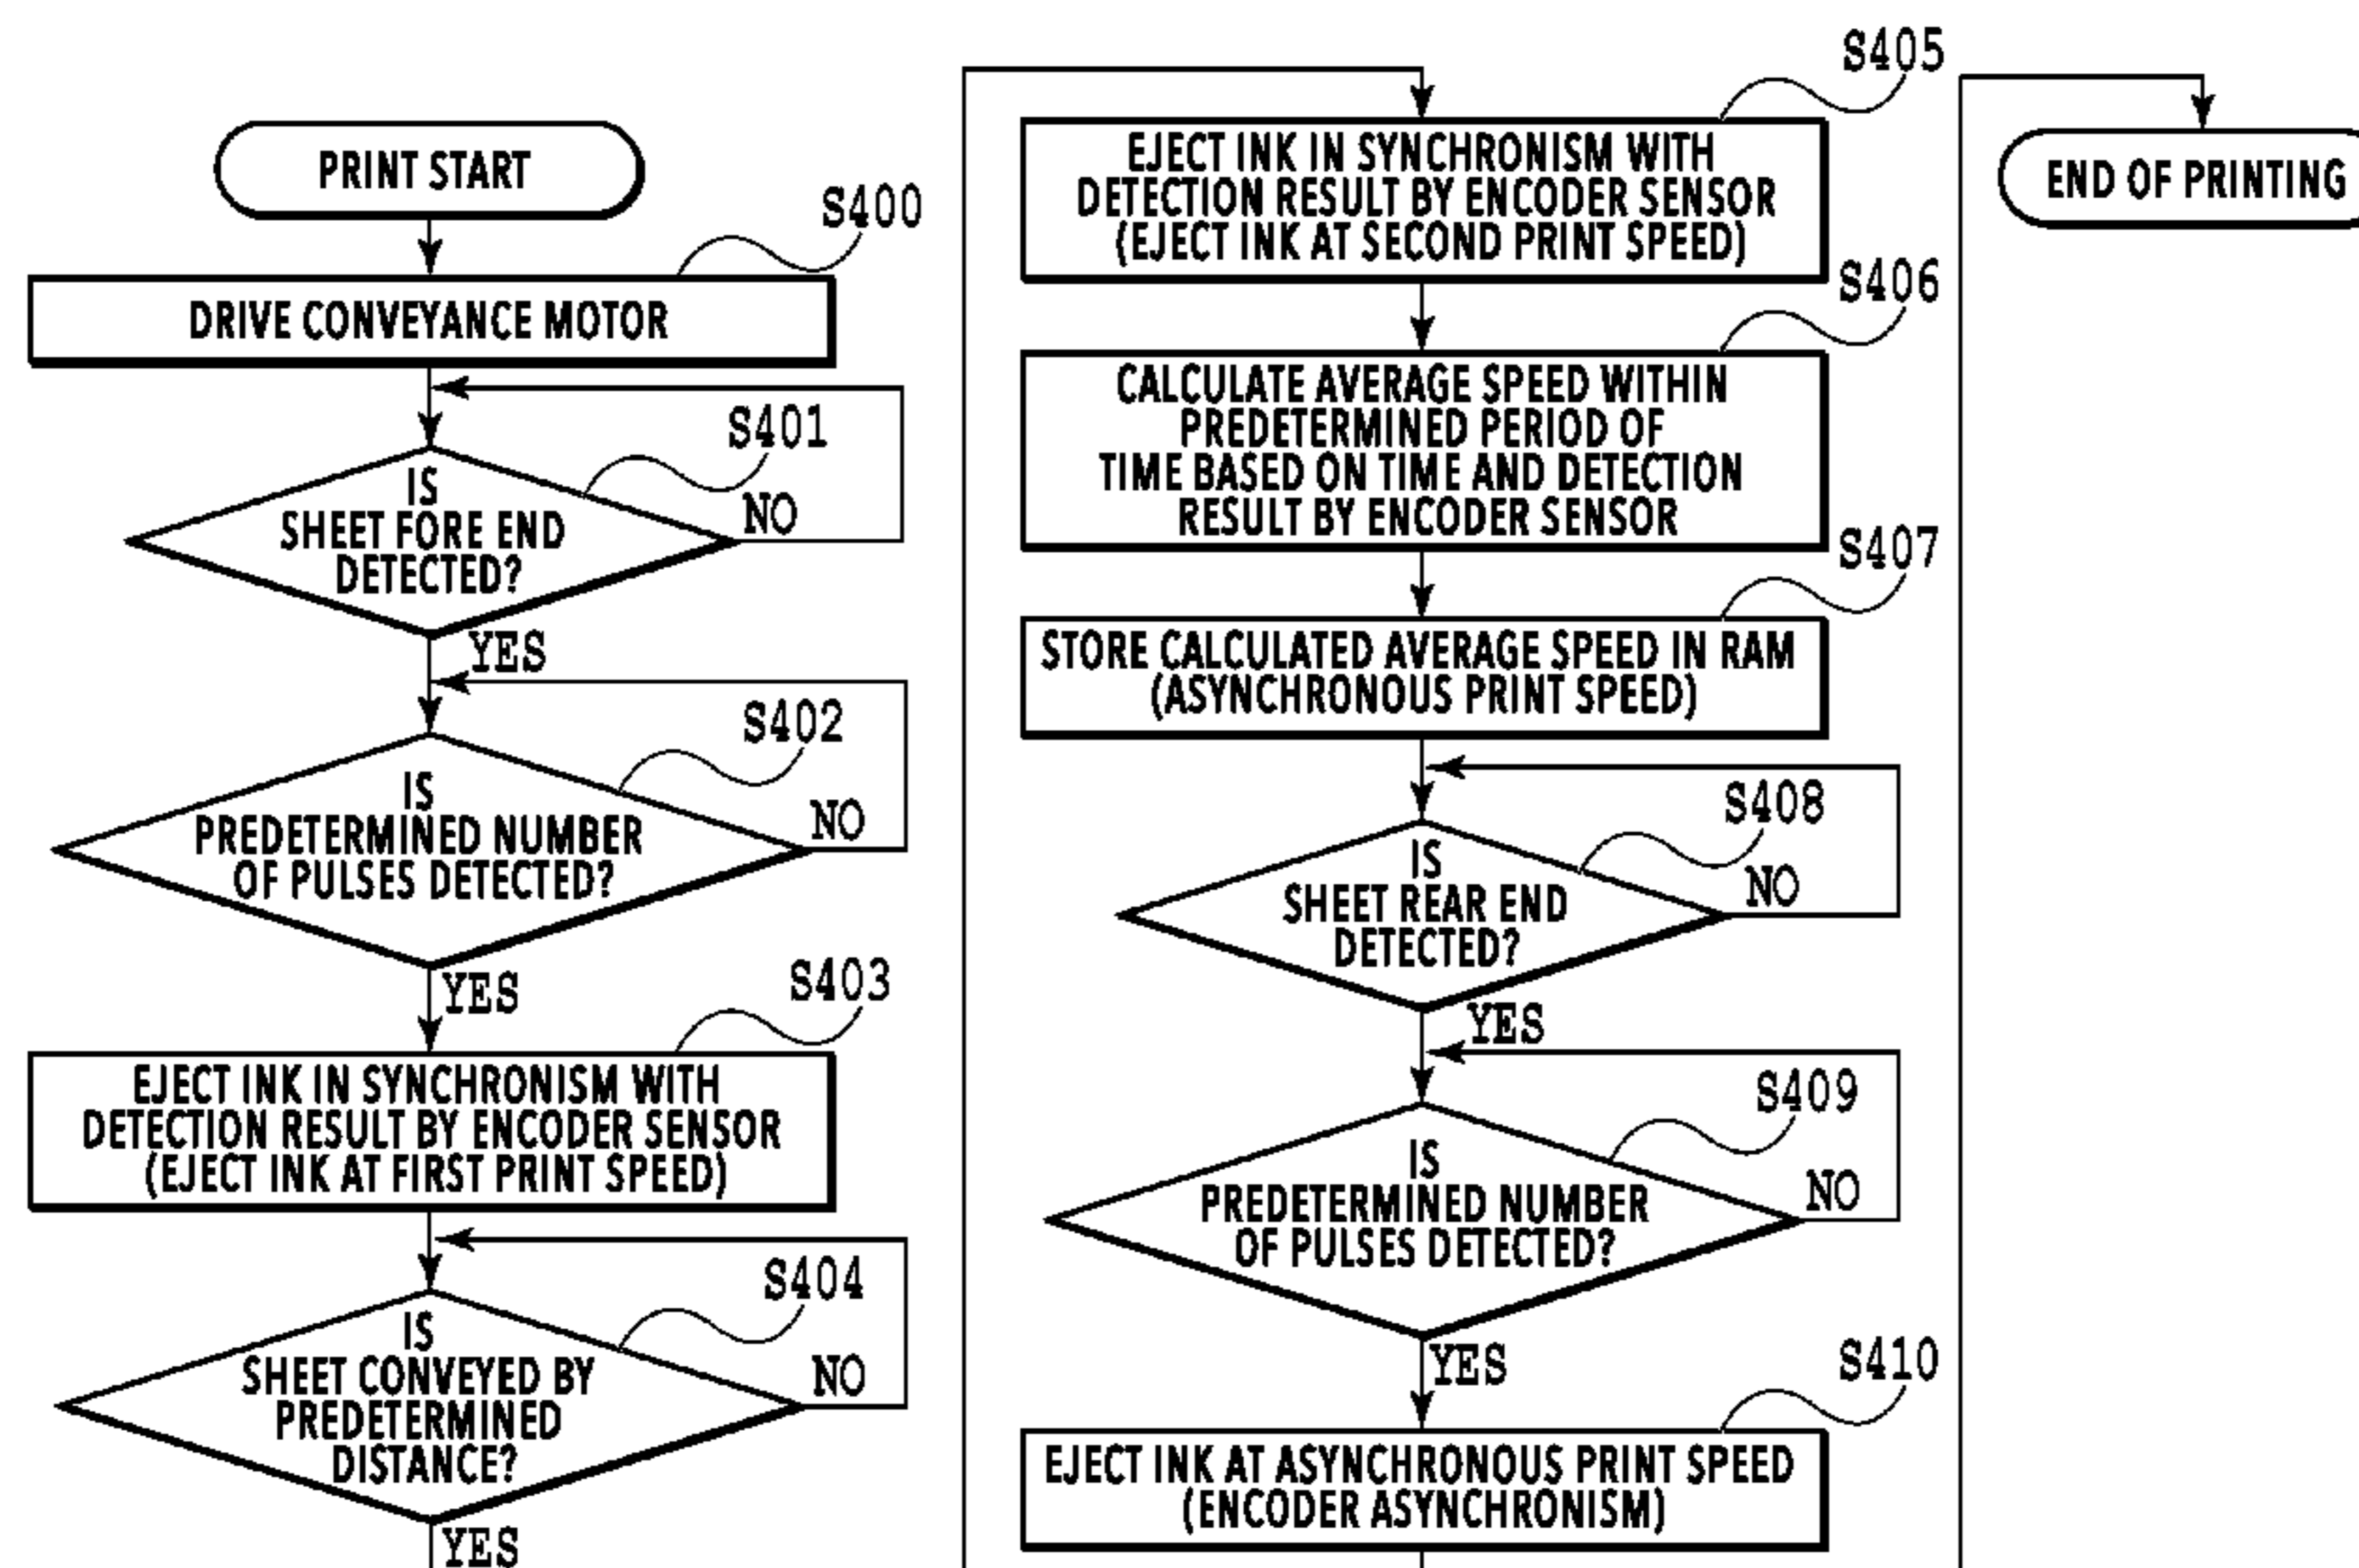 PRINT START
S400
DRIVE CONVEYANCE MOTOR
S401
IS
SHEET FORE END
DETECTED?
NO
YES
S402
IS
PREDETERMINED NUMBER
OF PULSES DETECTED?
NO
YES
S403
EJECT INK IN SYNCHRONISM WITH
DETECTION RESULT BY ENCODER SENSOR
(EJECT INK AT FIRST PRINT SPEED)
S404
IS
SHEET CONVEYED BY
PREDETERMINED
DISTANCE?
NO
YES
S405
EJECT INK IN SYNCHRONISM WITH
DETECTION RESULT BY ENCODER SENSOR
(EJECT INK AT SECOND PRINT SPEED)
S406
CALCULATE AVERAGE SPEED WITHIN
PREDETERMINED PERIOD OF
TIME BASED ON TIME AND DETECTION
RESULT BY ENCODER SENSOR
S407
STORE CALCULATED AVERAGE SPEED IN RAM
(ASYNCHRONOUS PRINT SPEED)
S408
IS
SHEET REAR END
DETECTED?
NO
YES
S409
IS
PREDETERMINED NUMBER
OF PULSES DETECTED?
NO
YES
S410
EJECT INK AT ASYNCHRONOUS PRINT SPEED
(ENCODER ASYNCHRONISM)
END OF PRINTING